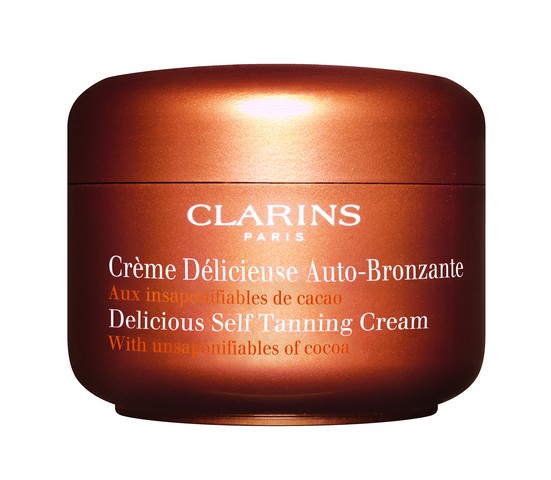 CLARINS
PARIS
Crème Délicieuse Auto-Bronzante
Aux insaponifiables de cacao
Delicious Self Tanning Cream
With unsaponifiables of cocoa